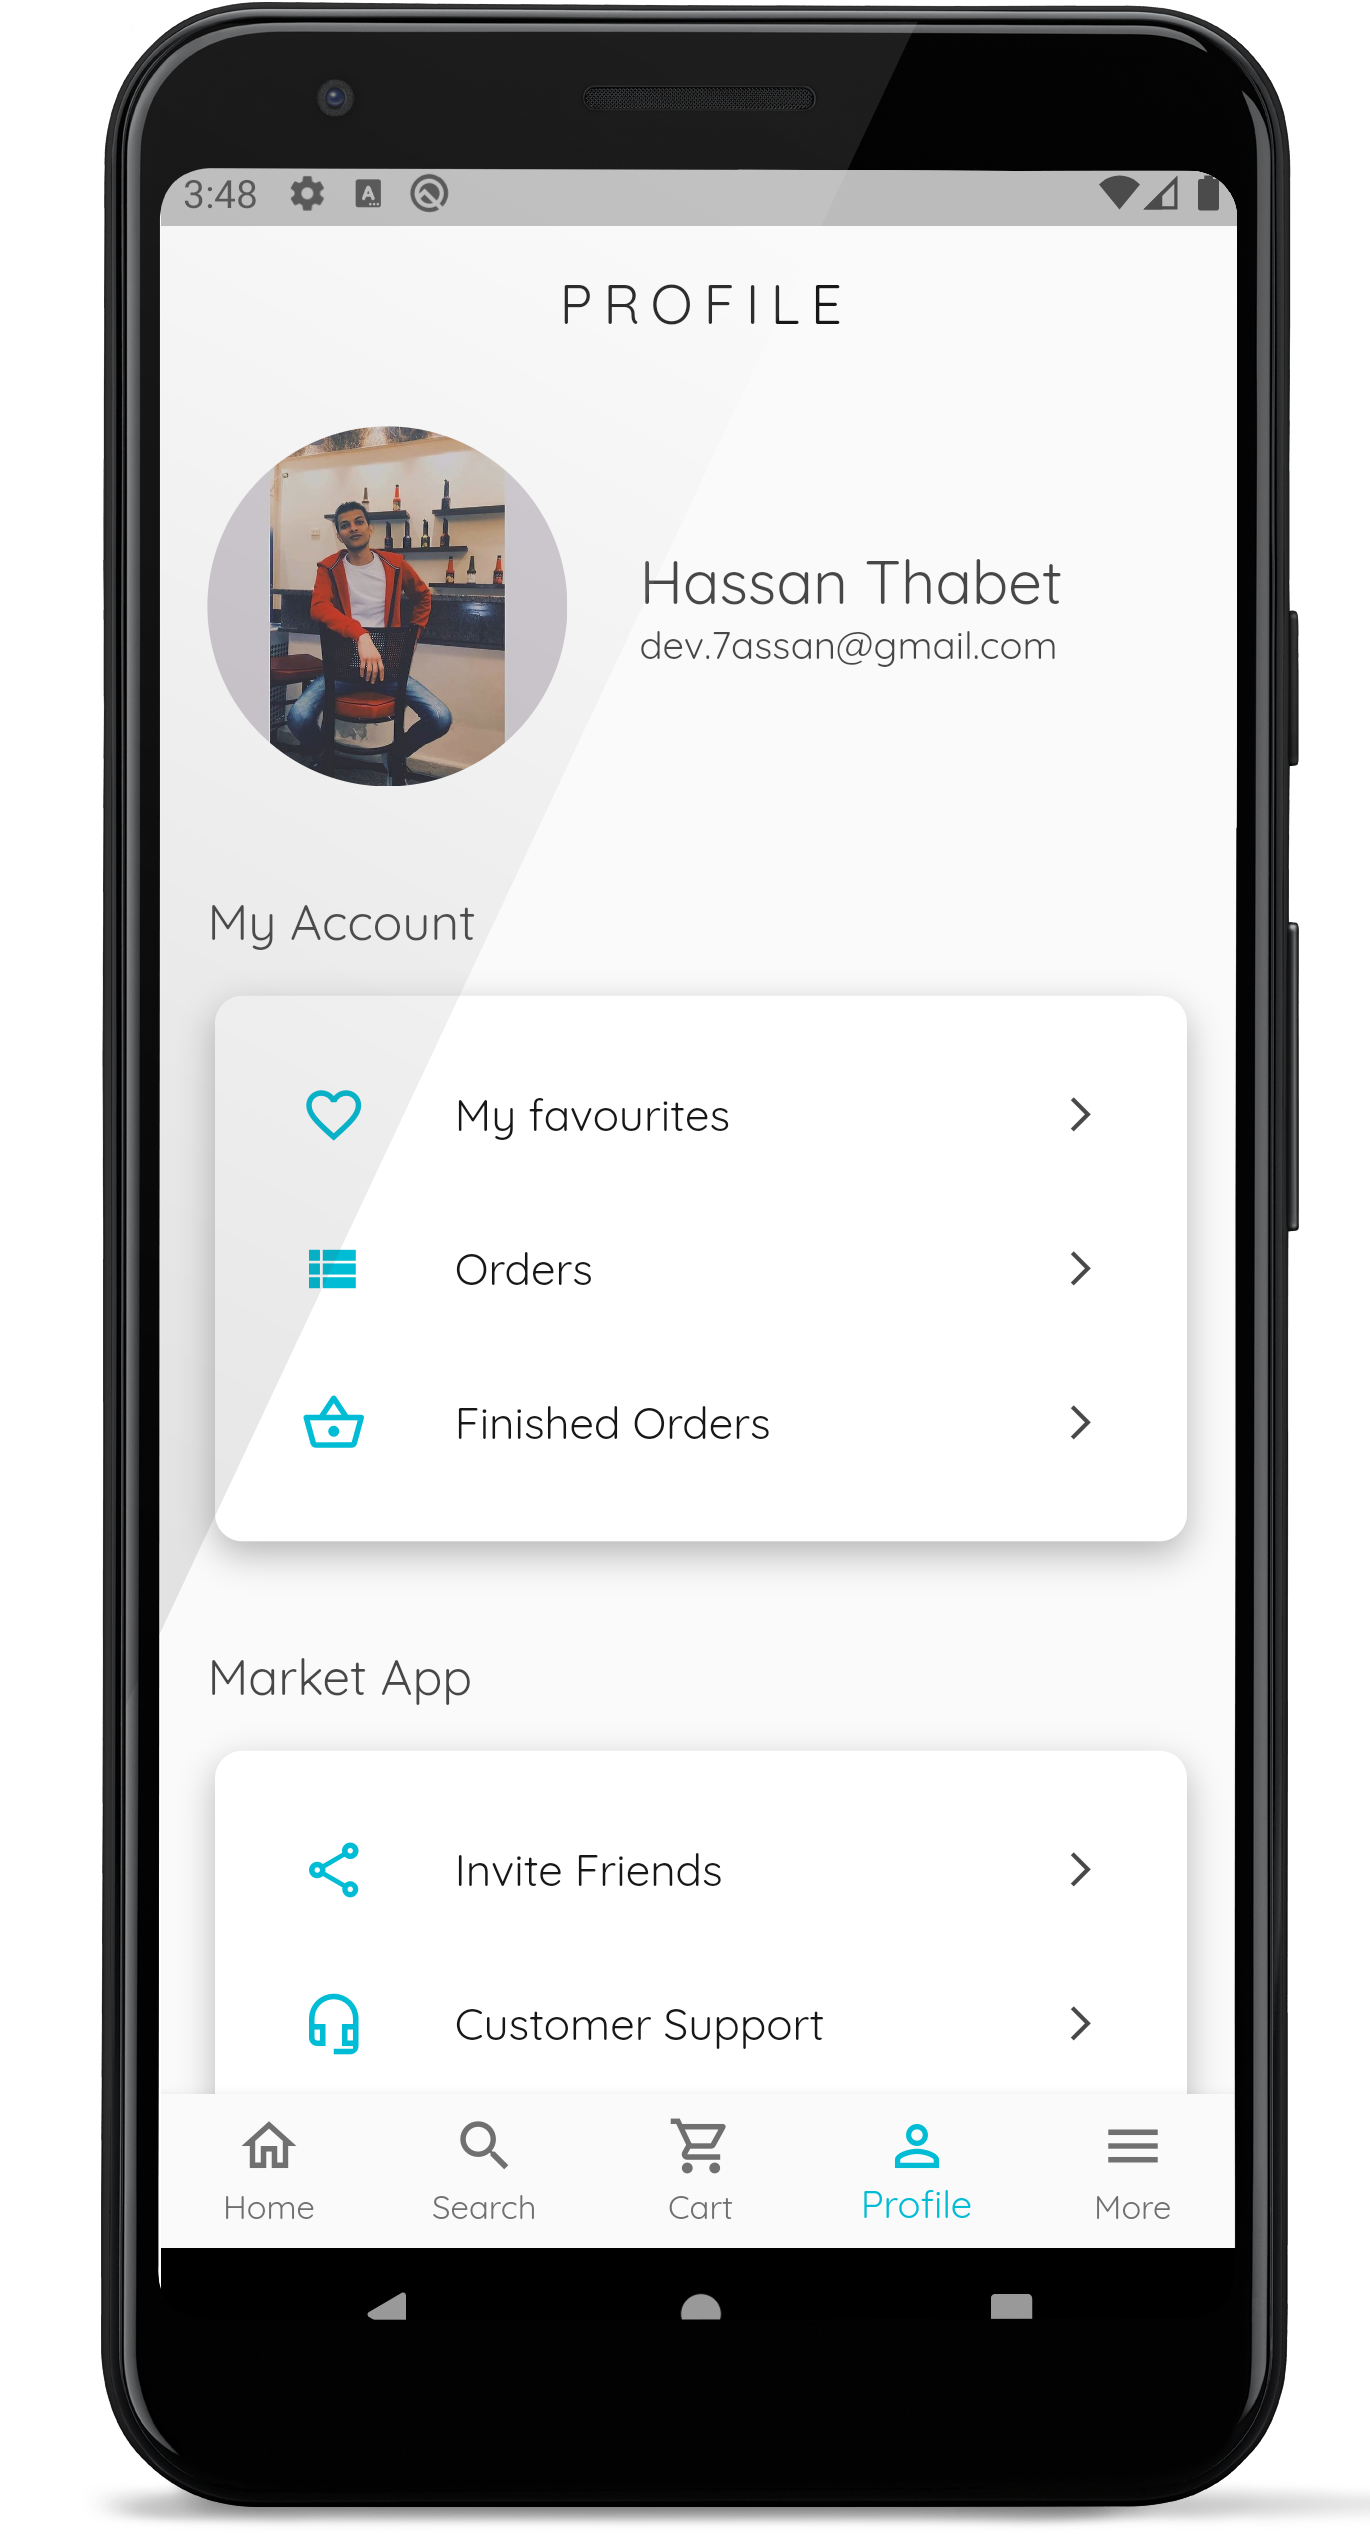 3:48
PROFILE
Hassan Thabet
dev.7assan@gmail.com
My Account
My favourites
Orders
Finished Orders
Market App
Invite Friends
Customer Support
Home
Search
Cart
Profile
More